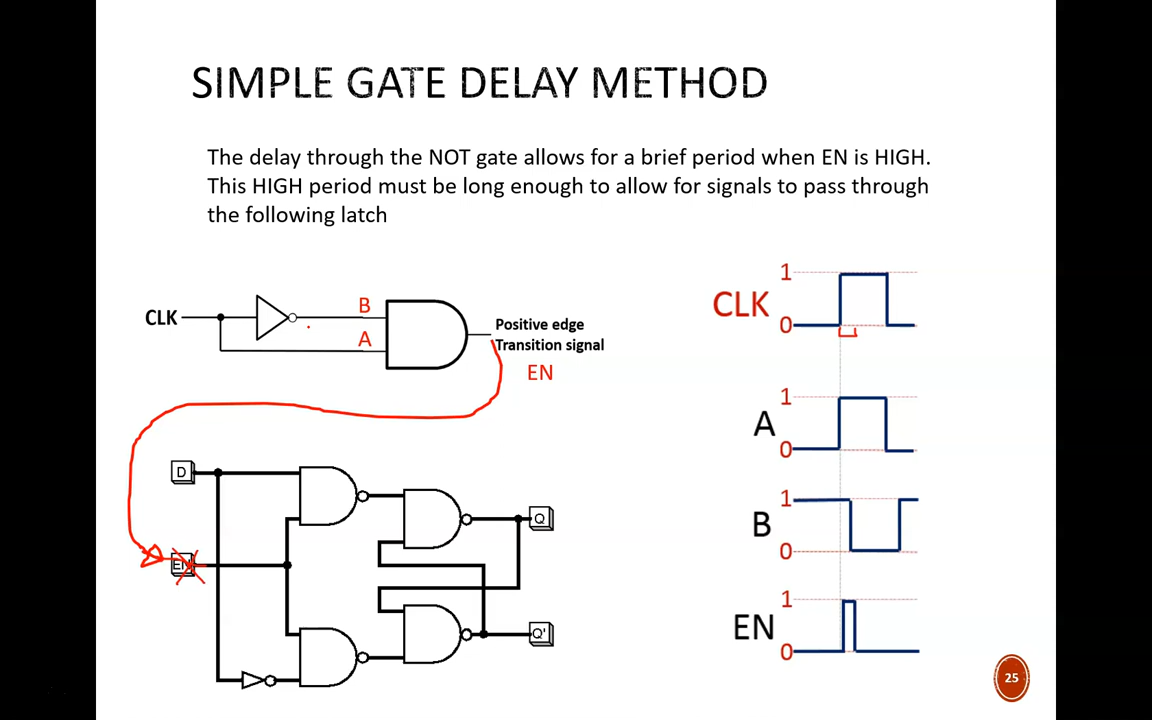 SIMPLE GATE DELAY METHOD
The delay through the NOT gate allows for a brief period when EN is HIGH.
This HIGH period must be long enough to allow for signals to pass through
the following latch
CLK
B
A
Positive edge
Transition signal
EN
D
EN
Q
Q'
CLK
1
0
A
1
0
B
1
0
EN
1
0
25